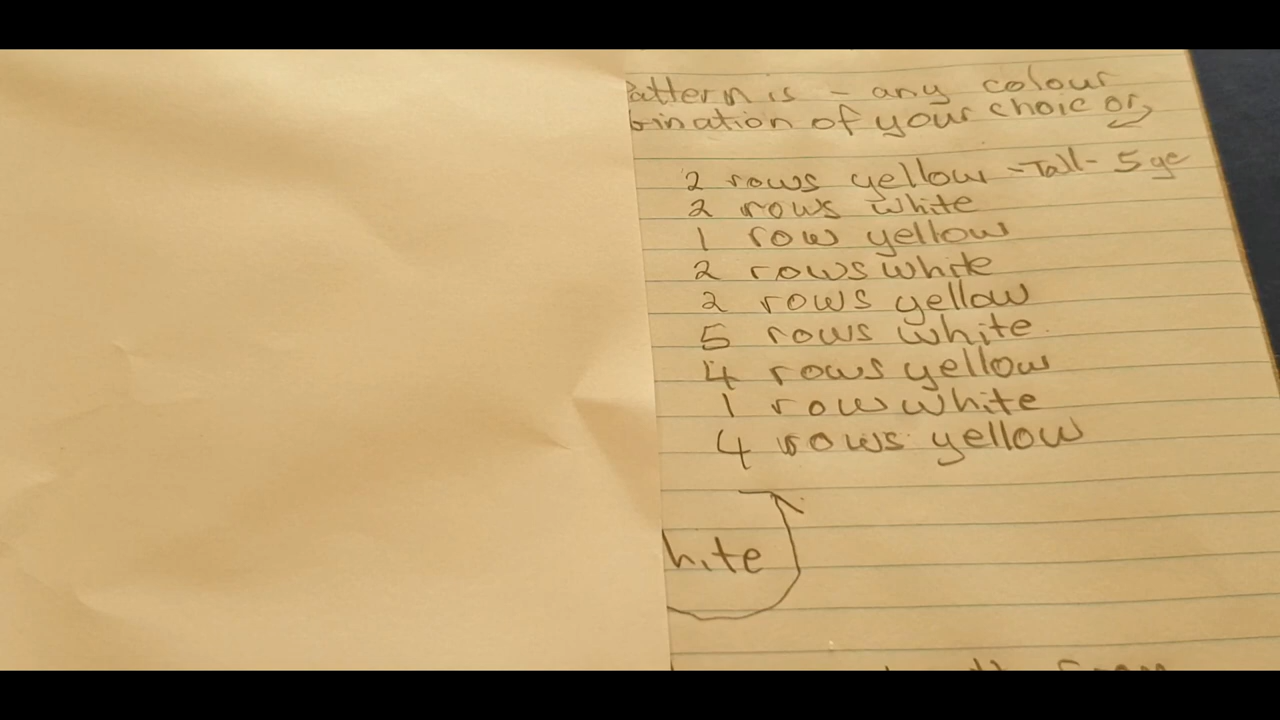 Pattern is - any colour
bination of your choic or
2 rows yellow - Tall - 5 ye
2 rows white
1 row yellow
2 rows white
2 rows yellow
5 rows white.
4 rows yellow
1 row white
4 rows yellow
hite